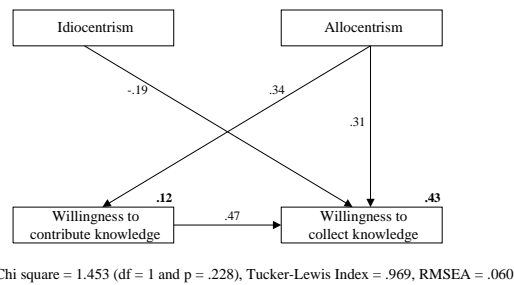 Idiocentrism
Allocentrism
-.19
.34
.31
.12
.43
Willingness to
contribute knowledge
.47
Willingness to
collect knowledge
Chi square = 1.453 (df = 1 and p = .228), Tucker-Lewis Index = .969, RMSEA = .060